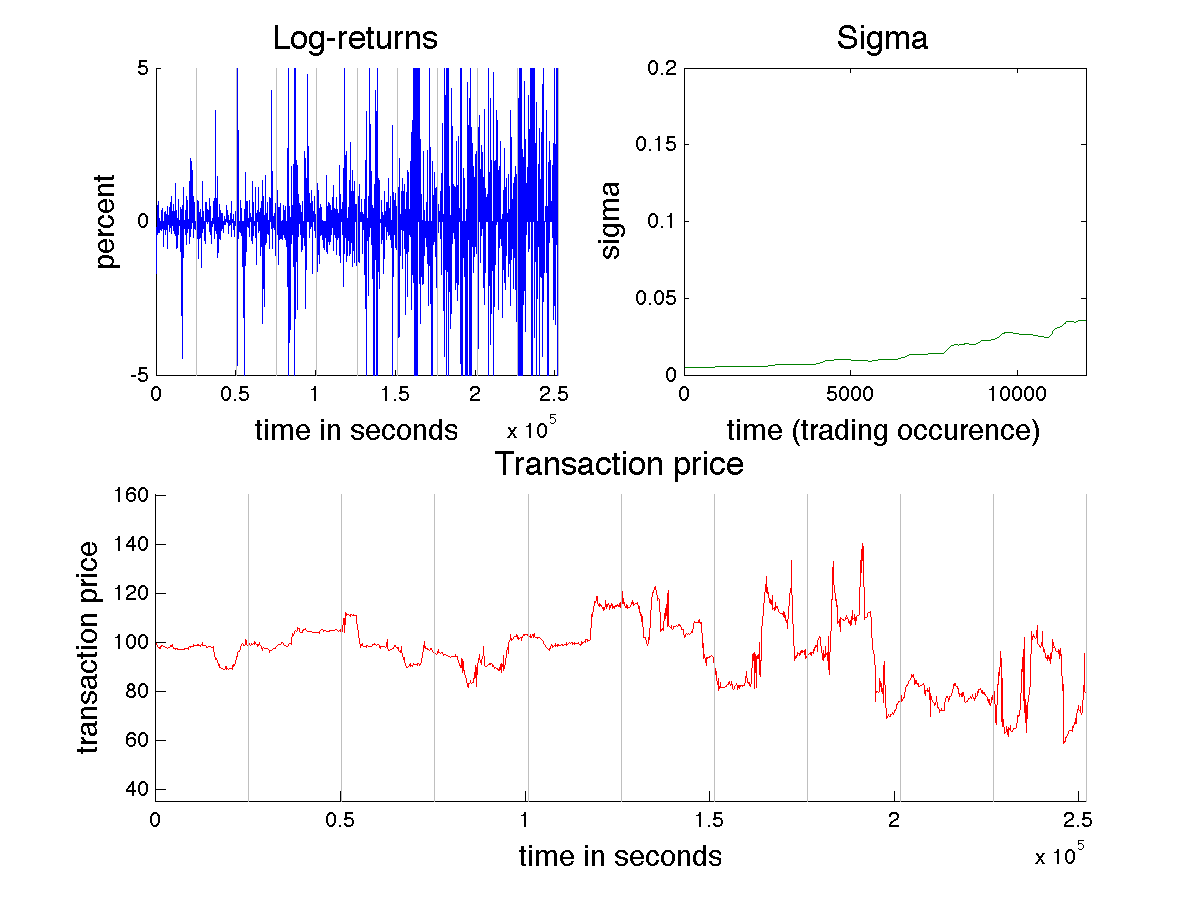 Log-returns
5
0
-5
percent
0
0.5
1
1.5
2
2.5
time in seconds
x 10^5
Sigma
0.2
0.15
0.1
0.05
0
sigma
0
5000
10000
time (trading occurence)
Transaction price
160
140
120
100
80
60
40
transaction price
0
0.5
1
1.5
2
2.5
time in seconds
x 10^5